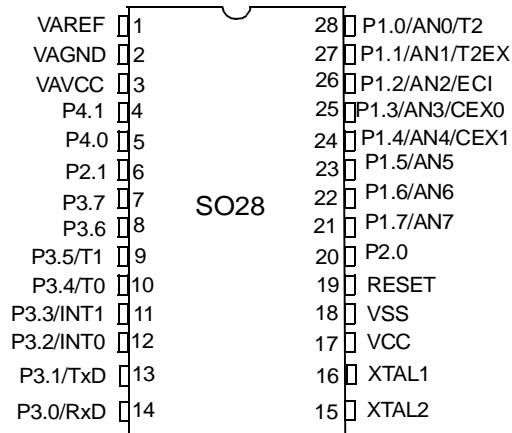 VAREF 1 28 P1.0/AN0/T2
VAGND 2 27 P1.1/AN1/T2EX
VAVCC 3 26 P1.2/AN2/ECI
P4.1 4 25 P1.3/AN3/CEX0
P4.0 5 24 P1.4/AN4/CEX1
P2.1 6 23 P1.5/AN5
P3.7 7 22 P1.6/AN6
SO28
P3.6 8 21 P1.7/AN7
P3.5/T1 9 20 P2.0
P3.4/T0 10 19 RESET
P3.3/INT1 11 18 VSS
P3.2/INT0 12 17 VCC
P3.1/TxD 13 16 XTAL1
P3.0/RxD 14 15 XTAL2